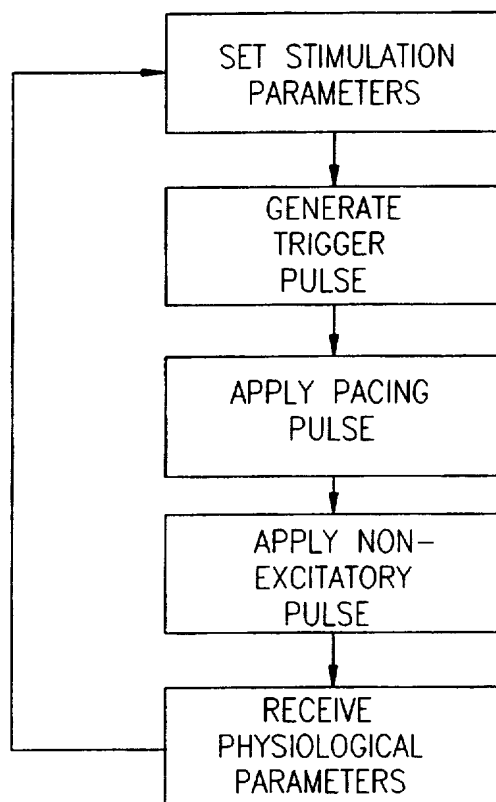 SET STIMULATION
PARAMETERS
GENERATE
TRIGGER
PULSE
APPLY PACING
PULSE
APPLY NON-
EXCITATORY
PULSE
RECEIVE
PHYSIOLOGICAL
PARAMETERS